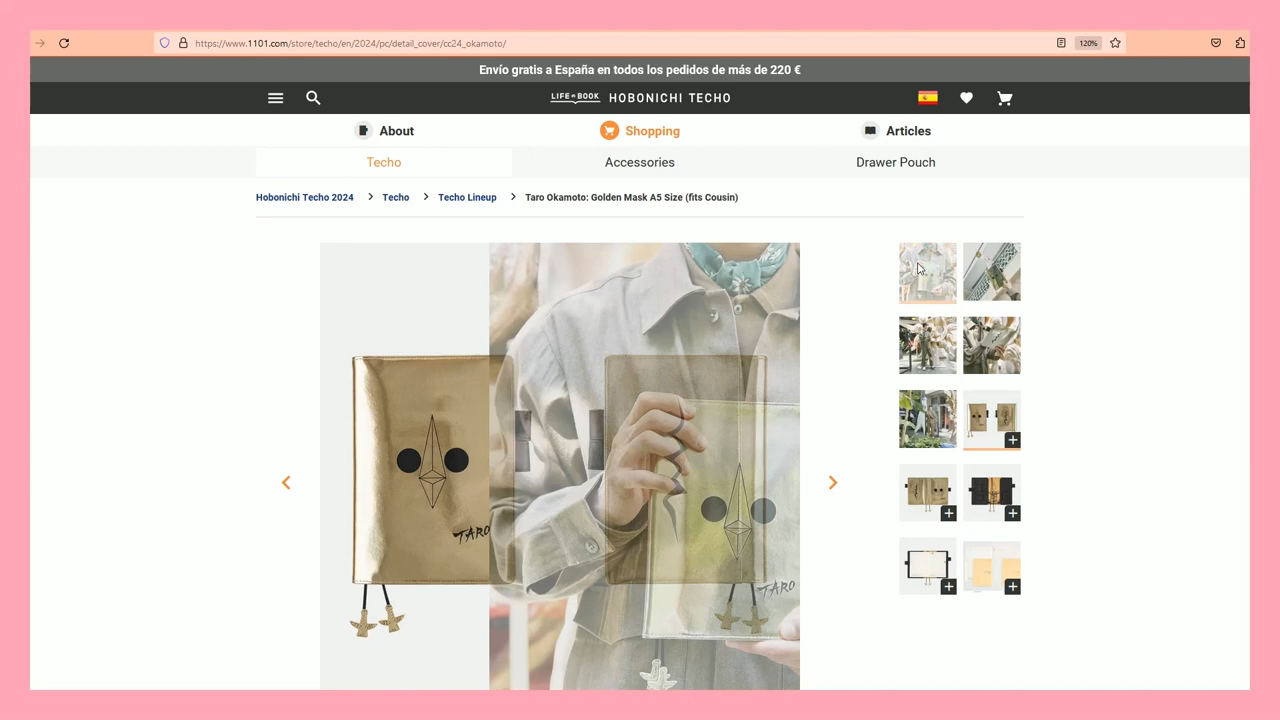 https://www.1101.com/store/techo/en/2024/pc/detail_cover/cc24_okamoto/
120%
Envío gratis a España en todos los pedidos de más de 220 €
LIFE BOOK HOBONICHI TECHO
About
Shopping
Articles
Techo
Accessories
Drawer Pouch
Hobonichi Techo 2024 > Techo > Techo Lineup > Taro Okamoto: Golden Mask A5 Size (fits Cousin)
TARO
TARO